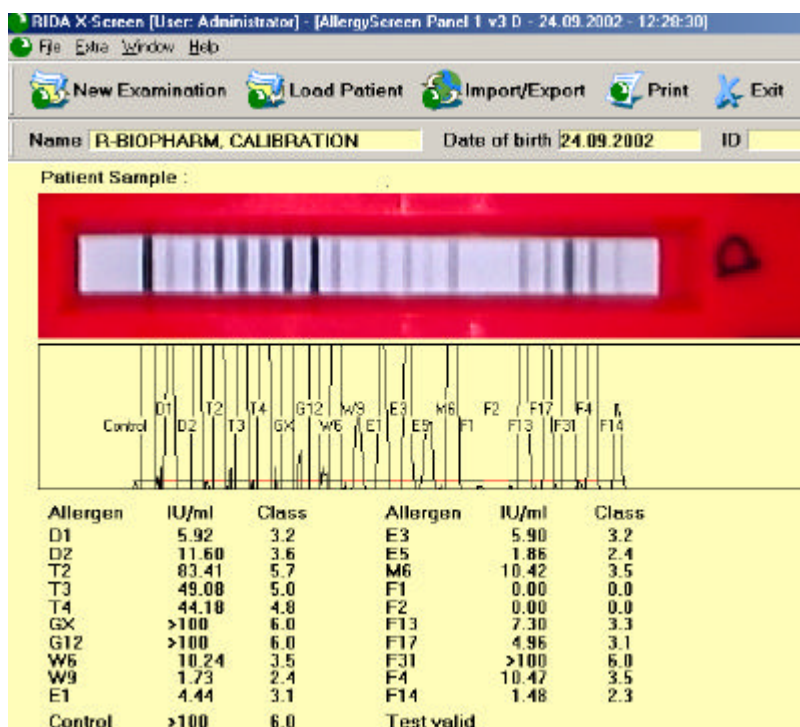 RIDA X-Screen [User: Administrator] - [AllergyScreen Panel 1 v3 D - 24.09.2002 - 12:28:30]
File Extra Window Help
New Examination Load Patient Import/Export Print Exit
Name R-BIOPHARM, CALIBRATION Date of birth 24.09.2002 ID
Patient Sample :
D
D1 T2 T4 G12 W9 E3 M6 F2 F17 F4
Control D2 T3 GX W6 E1 E5 F1 F13 F31 F14
Allergen IU/ml Class Allergen IU/ml Class
D1 5.92 3.2 E3 5.90 3.2
D2 11.60 3.6 E5 1.86 2.4
T2 83.41 5.7 M6 10.42 3.5
T3 49.08 5.0 F1 0.00 0.0
T4 44.18 4.8 F2 0.00 0.0
GX >100 6.0 F13 7.30 3.3
G12 >100 6.0 F17 4.96 3.1
W6 10.24 3.5 F31 >100 6.0
W9 1.73 2.4 F4 10.47 3.5
E1 4.44 3.1 F14 1.48 2.3
Control >100 6.0 Test valid